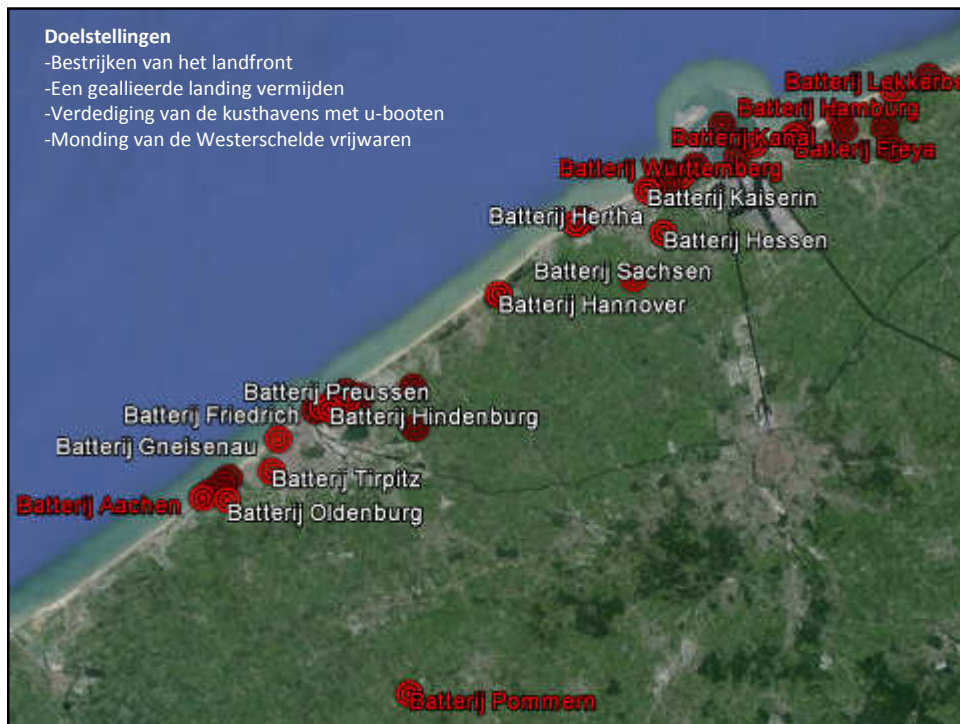 Doelstellingen
-Bestrijken van het landfront
-Een geallieerde landing vermijden
-Verdediging van de kusthavens met u-booten
-Monding van de Westerschelde vrijwaren
Batterij Lekkerbe
Batterij Hamburg
Batterij Kanal
Batterij Freya
Batterij Württemberg
Batterij Kaiserin
Batterij Hertha
Batterij Hessen
Batterij Sachsen
Batterij Hannover
Batterij Preussen
Batterij Friedrich
Batterij Hindenburg
Batterij Gneisenau
Batterij Tirpitz
Batterij Aachen
Batterij Oldenburg
Batterij Pommern